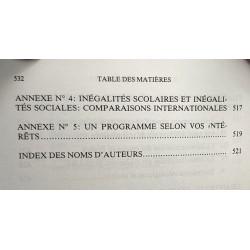 532 TABLE DES MATIÈRES
ANNEXE N° 4: INÉGALITÉS SCOLAIRES ET INÉGALI-
TÉS SOCIALES: COMPARAISONS INTERNATIONALES 517
ANNEXE N° 5: UN PROGRAMME SELON VOS INTÉ-
RÊTS 519
INDEX DES NOMS D'AUTEURS 521